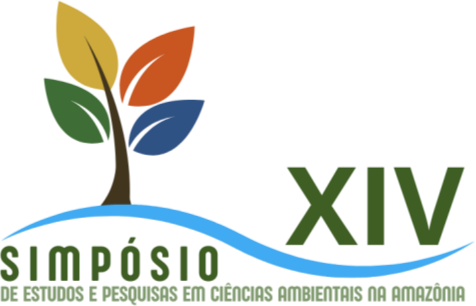 XIV
SIMPÓSIO
DE ESTUDOS E PESQUISAS EM CIÊNCIAS AMBIENTAIS NA AMAZÔNIA